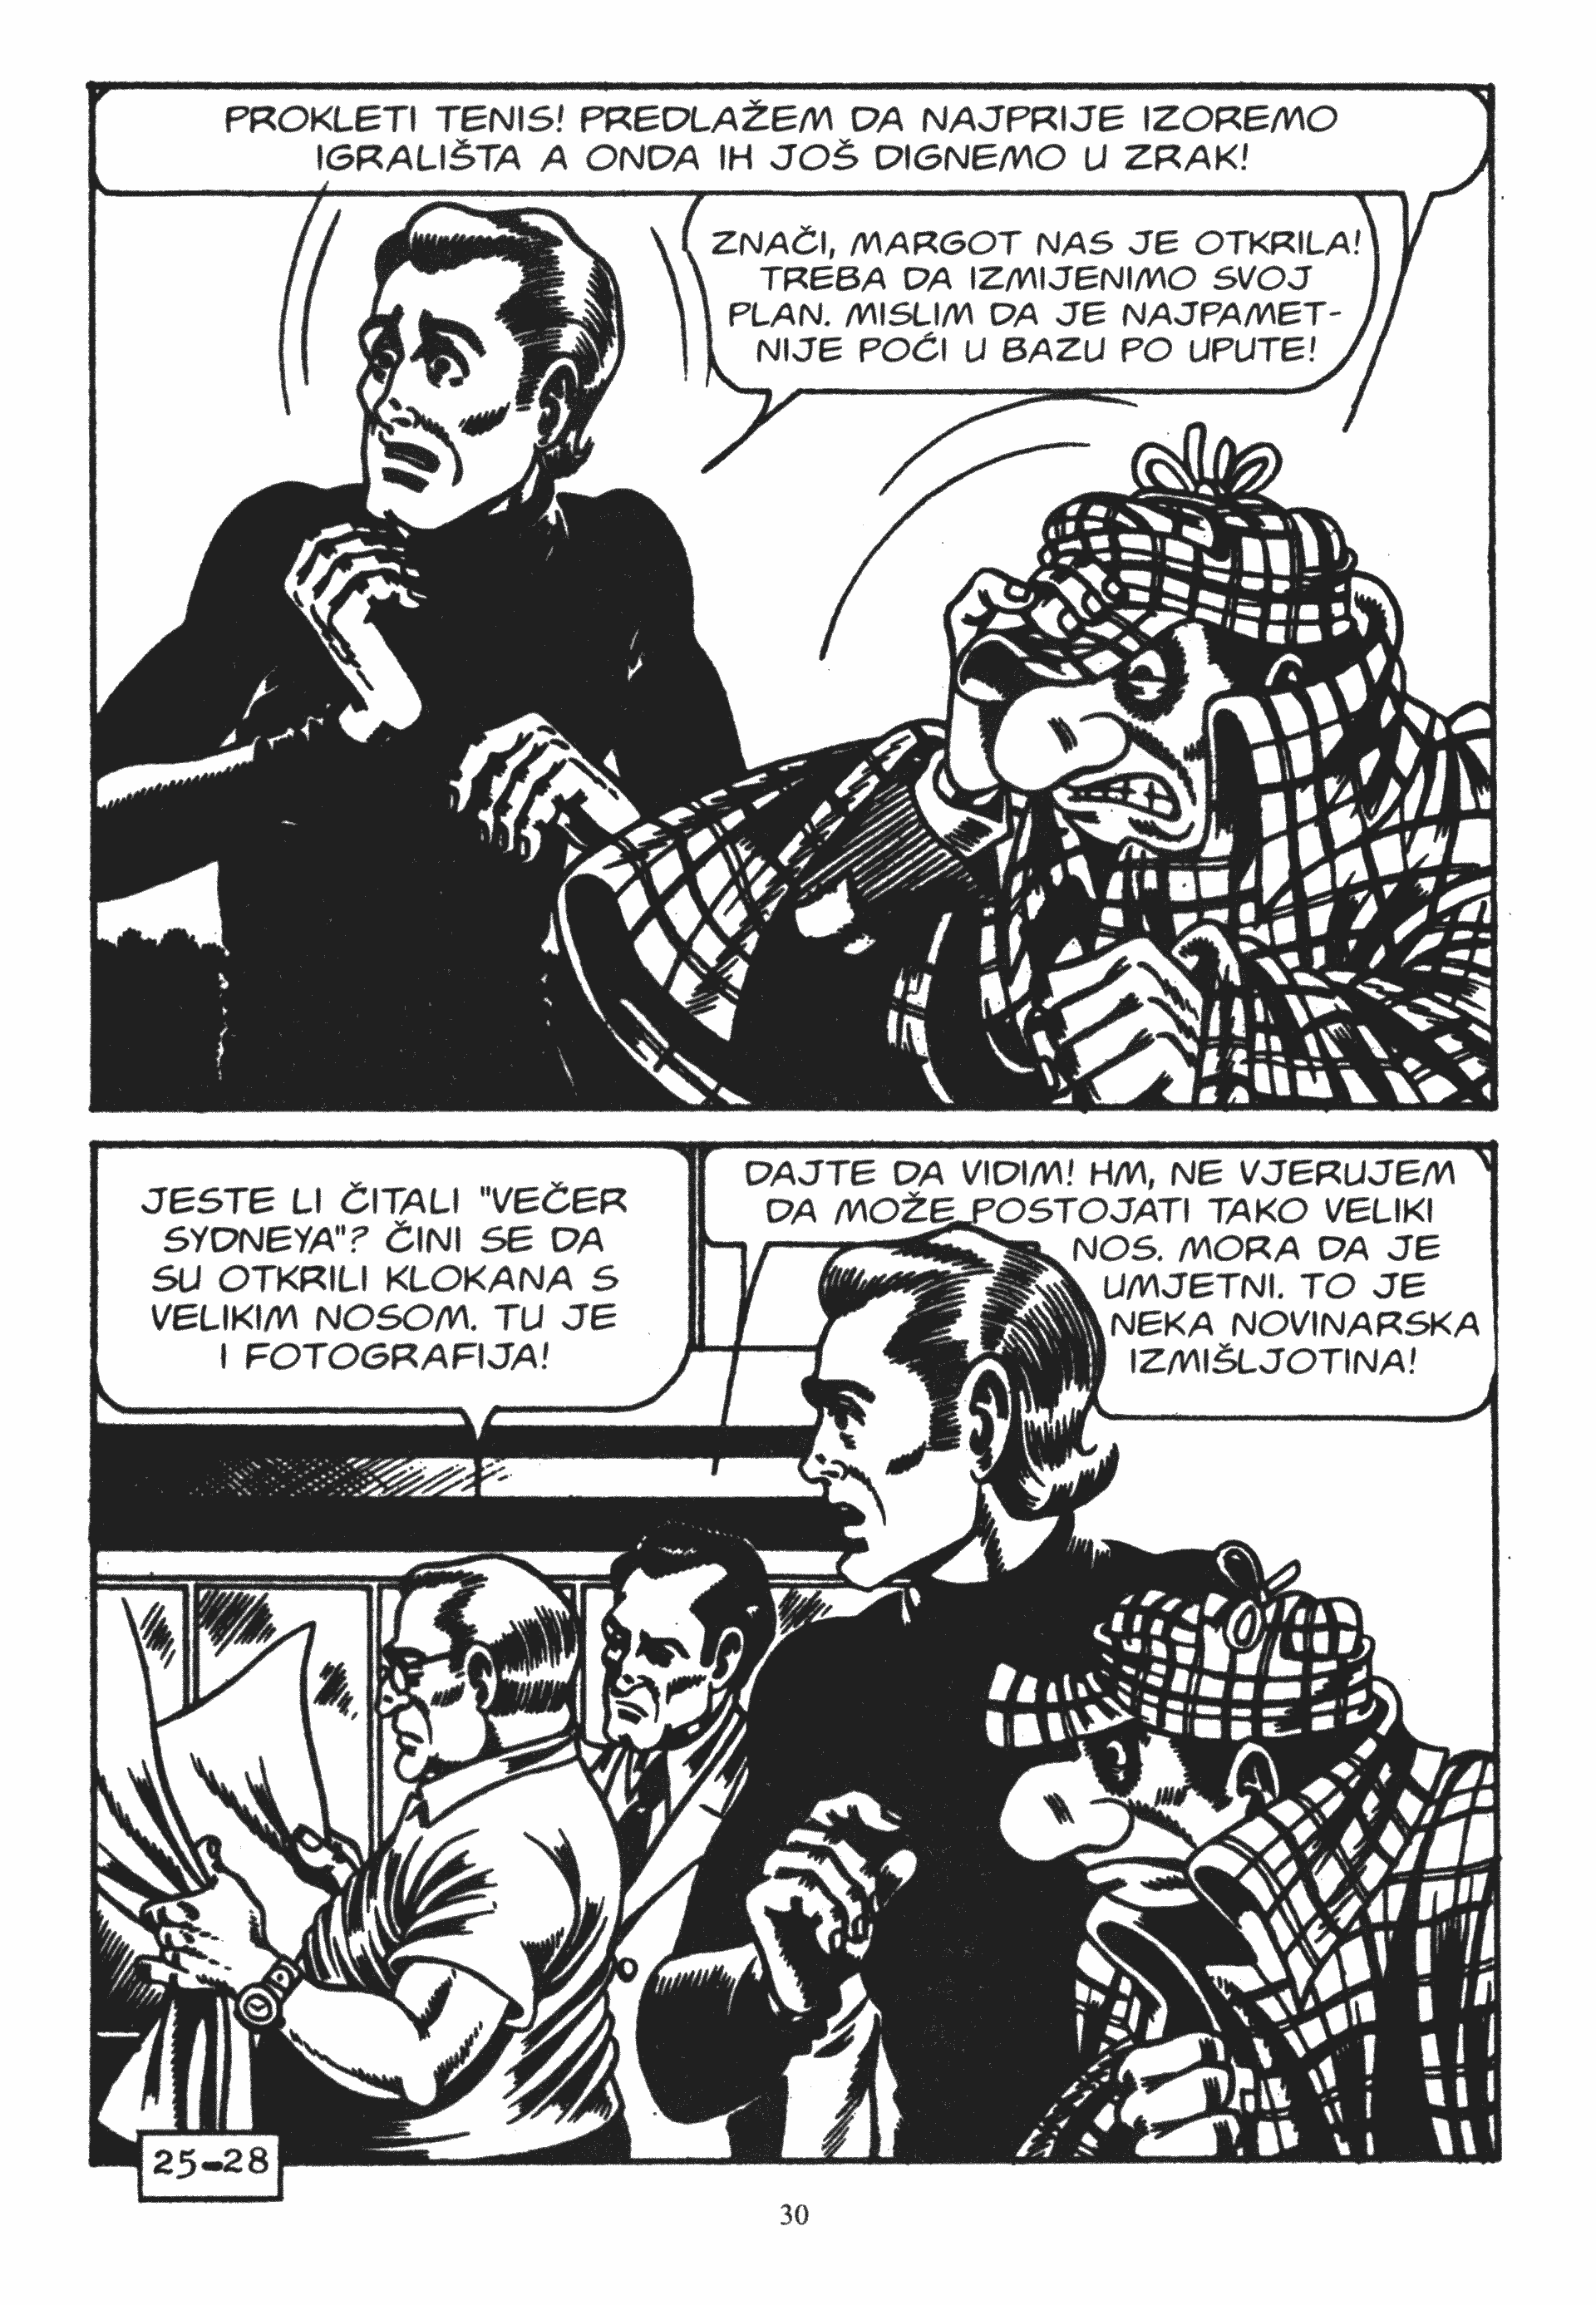 PROKLETI TENIS! PREDLAŽEM DA NAJPRIJE IZOREMO
IGRALIŠTA A ONDA IH JOŠ DIGNEMO U ZRAK!
ZNAČI, MARGOT NAS JE OTKRILA!
TREBA DA IZMIJENIMO SVOJ
PLAN. MISLIM DA JE NAJPAMET-
NIJE POĆI U BAZU PO UPUTE!
JESTE LI ČITALI "VEČER
SYDNEYA"? ČINI SE DA
SU OTKRILI KLOKANA S
VELIKIM NOSOM. TU JE
I FOTOGRAFIJA!
DAJTE DA VIDIM! HM, NE VJERUJEM
DA MOŽE POSTOJATI TAKO VELIKI
NOS. MORA DA JE
UMJETNI. TO JE
NEKA NOVINARSKA
IZMIŠLJOTINA!
25-28
30